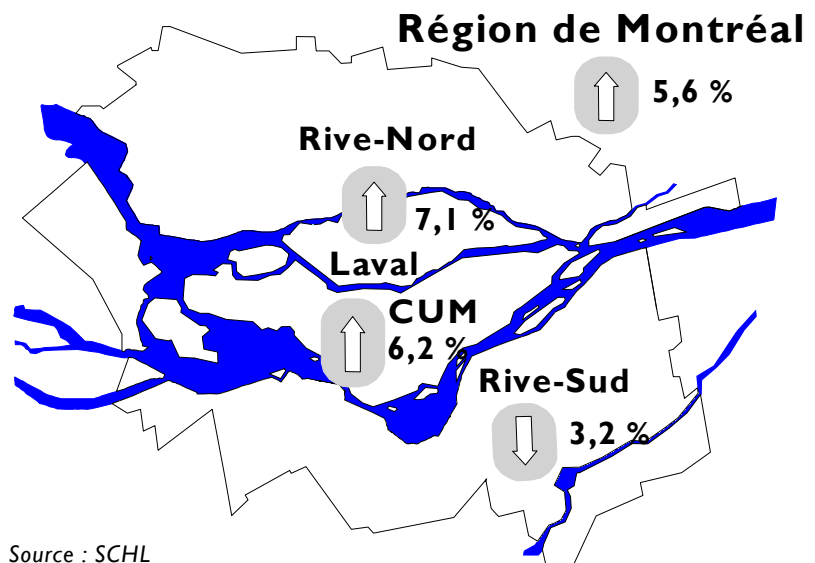 Région de Montréal
5,6 %
Rive-Nord
7,1 %
Laval
CUM
6,2 %
Rive-Sud
3,2 %
Source : SCHL